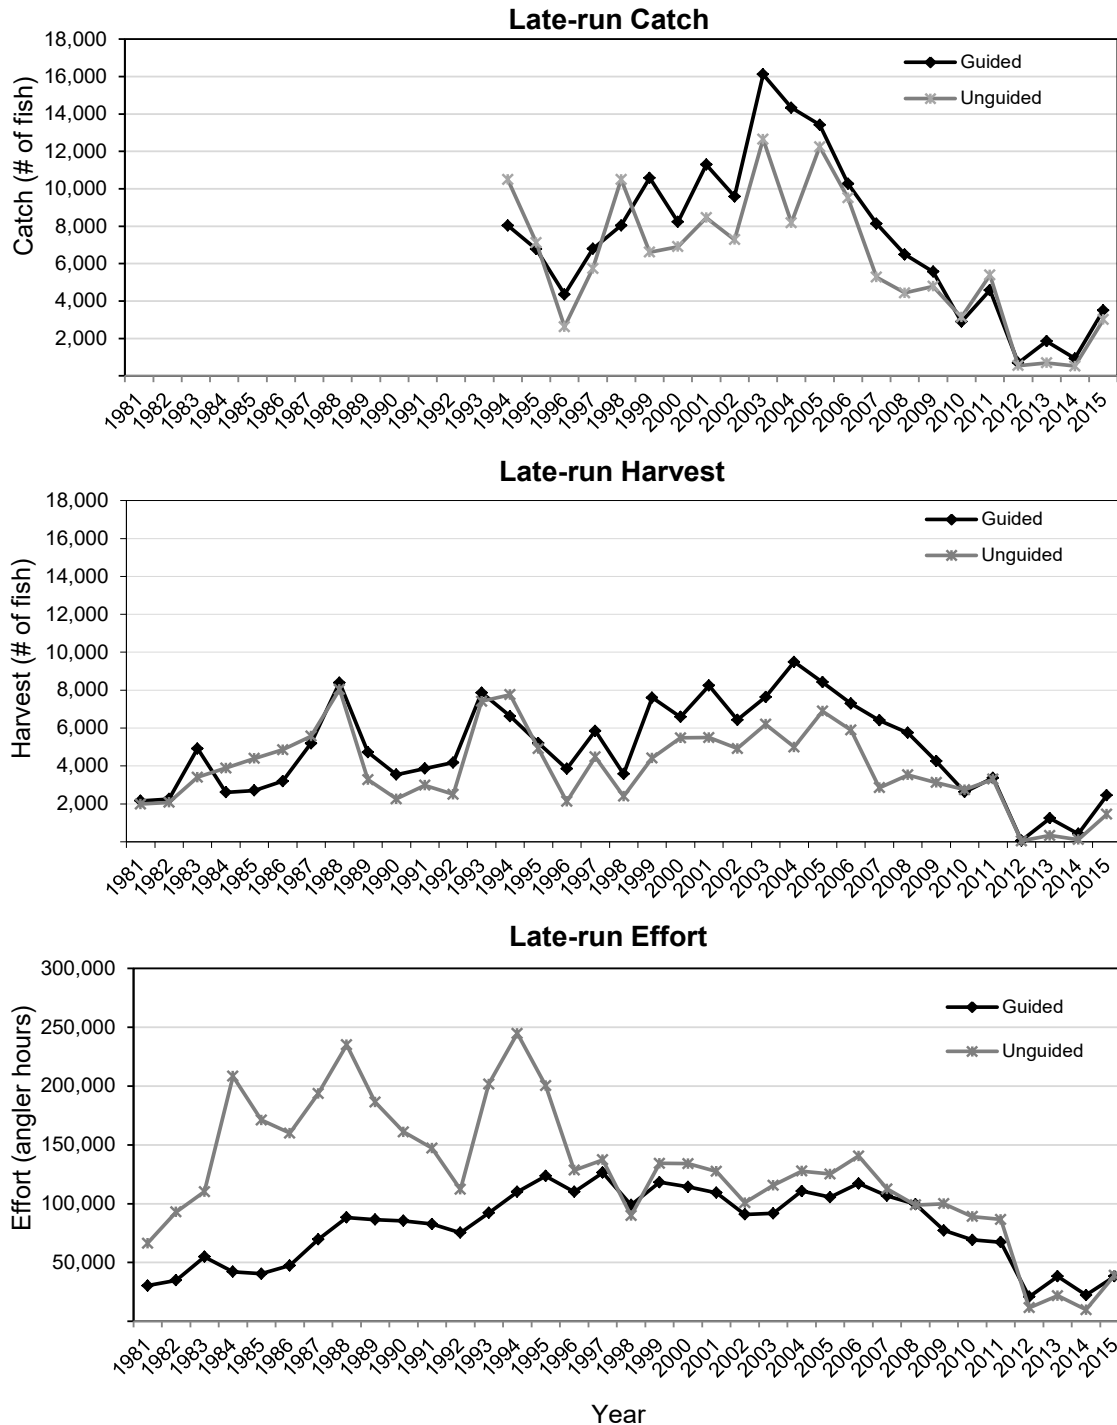 Late-run Catch
18,000
16,000
14,000
12,000
10,000
8,000
6,000
4,000
2,000
Catch (# of fish)
Guided
Unguided
1981 1982 1983 1984 1985 1986 1987 1988 1989 1990 1991 1992 1993 1994 1995 1996 1997 1998 1999 2000 2001 2002 2003 2004 2005 2006 2007 2008 2009 2010 2011 2012 2013 2014 2015
Late-run Harvest
18,000
16,000
14,000
12,000
10,000
8,000
6,000
4,000
2,000
Harvest (# of fish)
Guided
Unguided
1981 1982 1983 1984 1985 1986 1987 1988 1989 1990 1991 1992 1993 1994 1995 1996 1997 1998 1999 2000 2001 2002 2003 2004 2005 2006 2007 2008 2009 2010 2011 2012 2013 2014 2015
Late-run Effort
300,000
250,000
200,000
150,000
100,000
50,000
Effort (angler hours)
Guided
Unguided
1981 1982 1983 1984 1985 1986 1987 1988 1989 1990 1991 1992 1993 1994 1995 1996 1997 1998 1999 2000 2001 2002 2003 2004 2005 2006 2007 2008 2009 2010 2011 2012 2013 2014 2015
Year